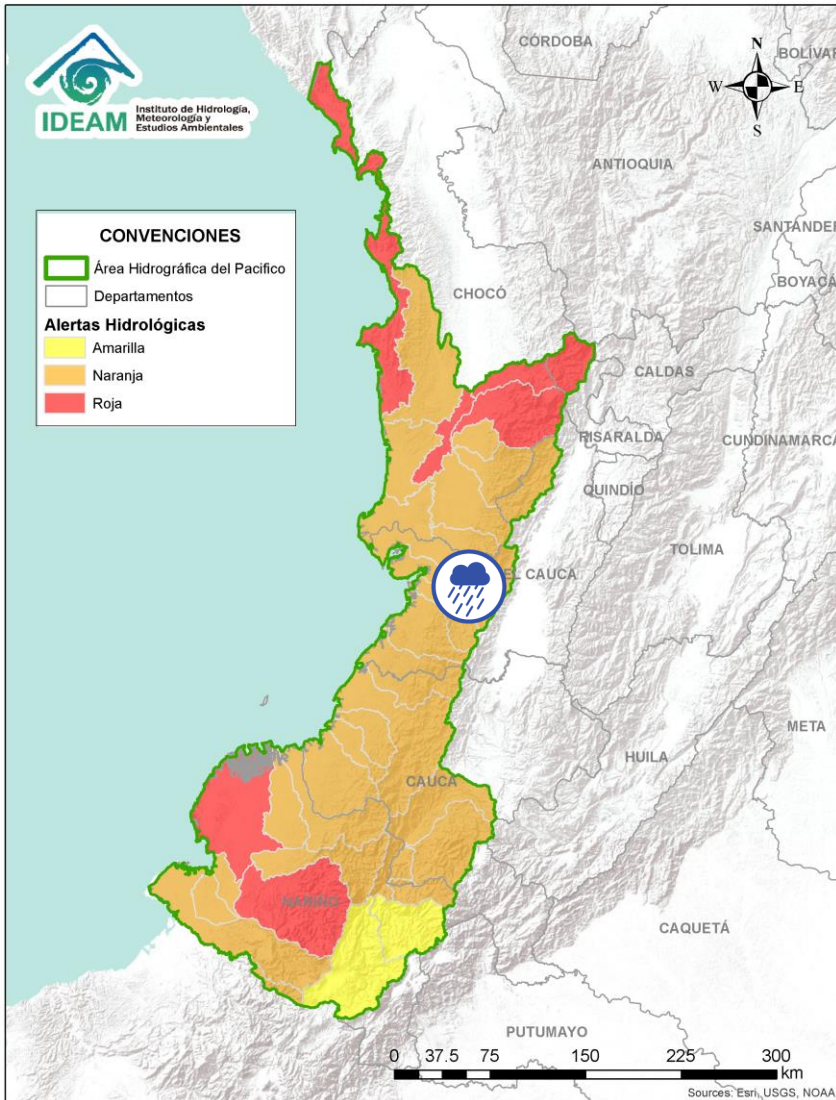 IDEAM
Instituto de Hidrología,
Meteorología y
Estudios Ambientales
CÓRDOBA
BOLÍVAR
N
W
E
S
ANTIOQUIA
SANTANDER
BOYACÁ
CONVENCIONES
Área Hidrográfica del Pacifico
Departamentos
Alertas Hidrológicas
Amarilla
Naranja
Roja
CHOCÓ
CALDAS
RISARALDA
CUNDINAMARCA
QUINDÍO
TOLIMA
EL CAUCA
META
HUILA
CAUCA
NARIÑO
CAQUETÁ
PUTUMAYO
0 37.5 75 150 225 300
km
Sources: Esri, USGS, NOAA